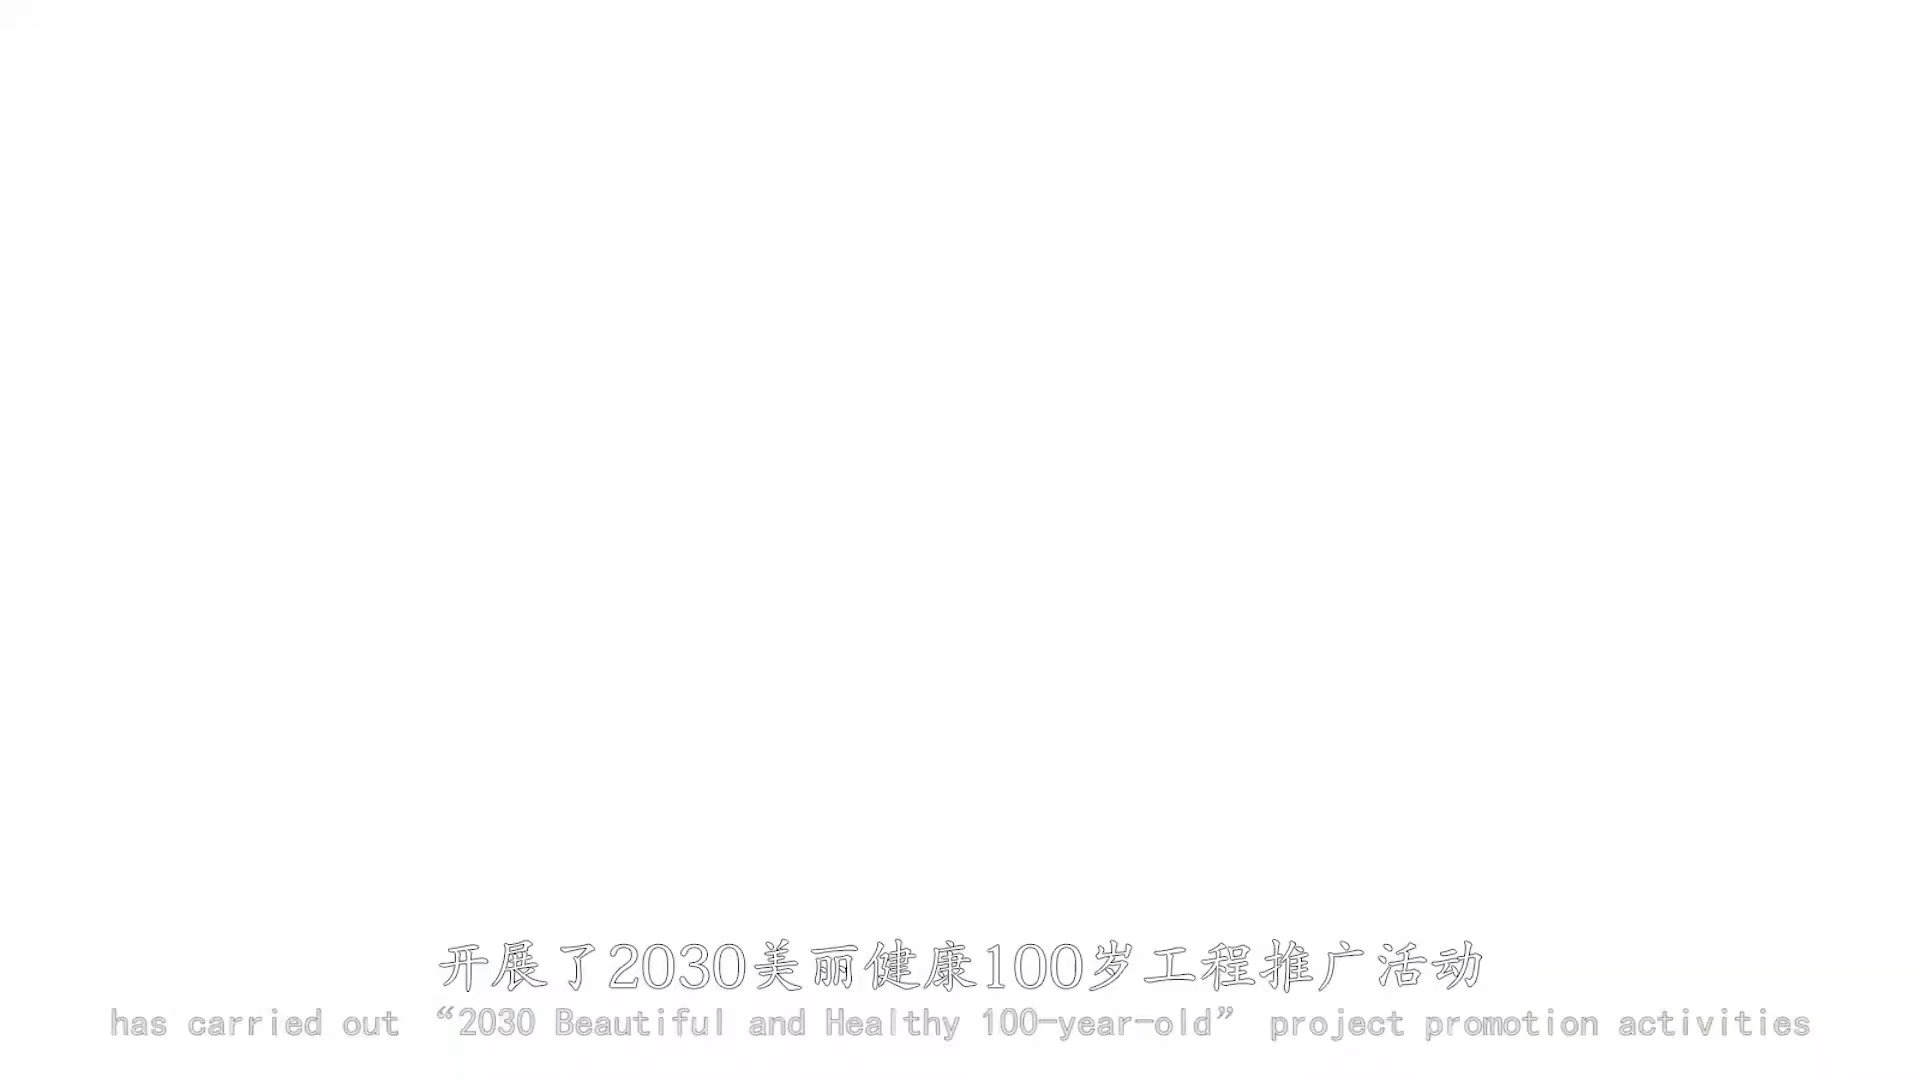 开展了2030美丽健康100岁工程推广活动
has carried out “2030 Beautiful and Healthy 100-year-old” project promotion activities